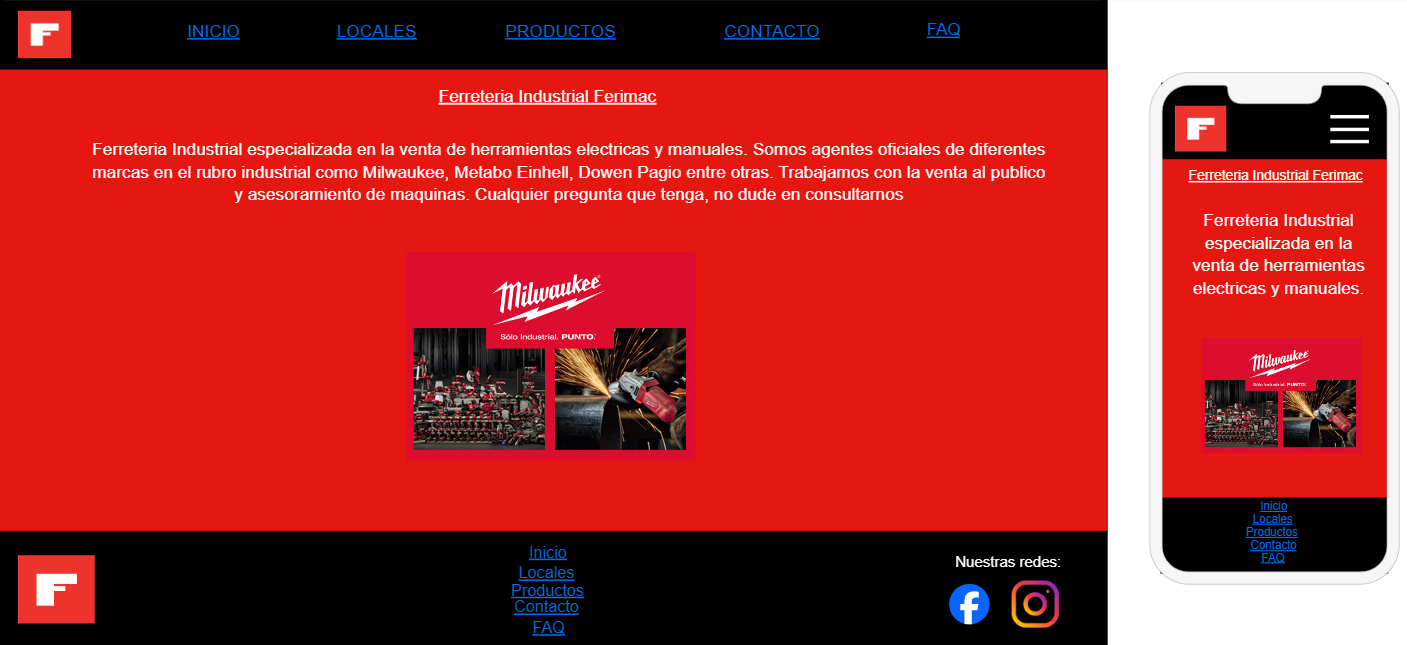 INICIO LOCALES PRODUCTOS CONTACTO FAQ
Ferreteria Industrial Ferimac
Ferreteria Industrial especializada en la venta de herramientas electricas y manuales. Somos agentes oficiales de diferentes
marcas en el rubro industrial como Milwaukee, Metabo Einhell, Dowen Pagio entre otras. Trabajamos con la venta al publico
y asesoramiento de maquinas. Cualquier pregunta que tenga, no dude en consultarnos
Milwaukee
Sólo Industrial. PUNTO.
Inicio
Locales
Productos
Contacto
FAQ
Nuestras redes:
Ferreteria Industrial Ferimac
Ferreteria Industrial
especializada en la
venta de herramientas
electricas y manuales.
Milwaukee
Sólo Industrial. PUNTO.
Inicio
Locales
Productos
Contacto
FAQ